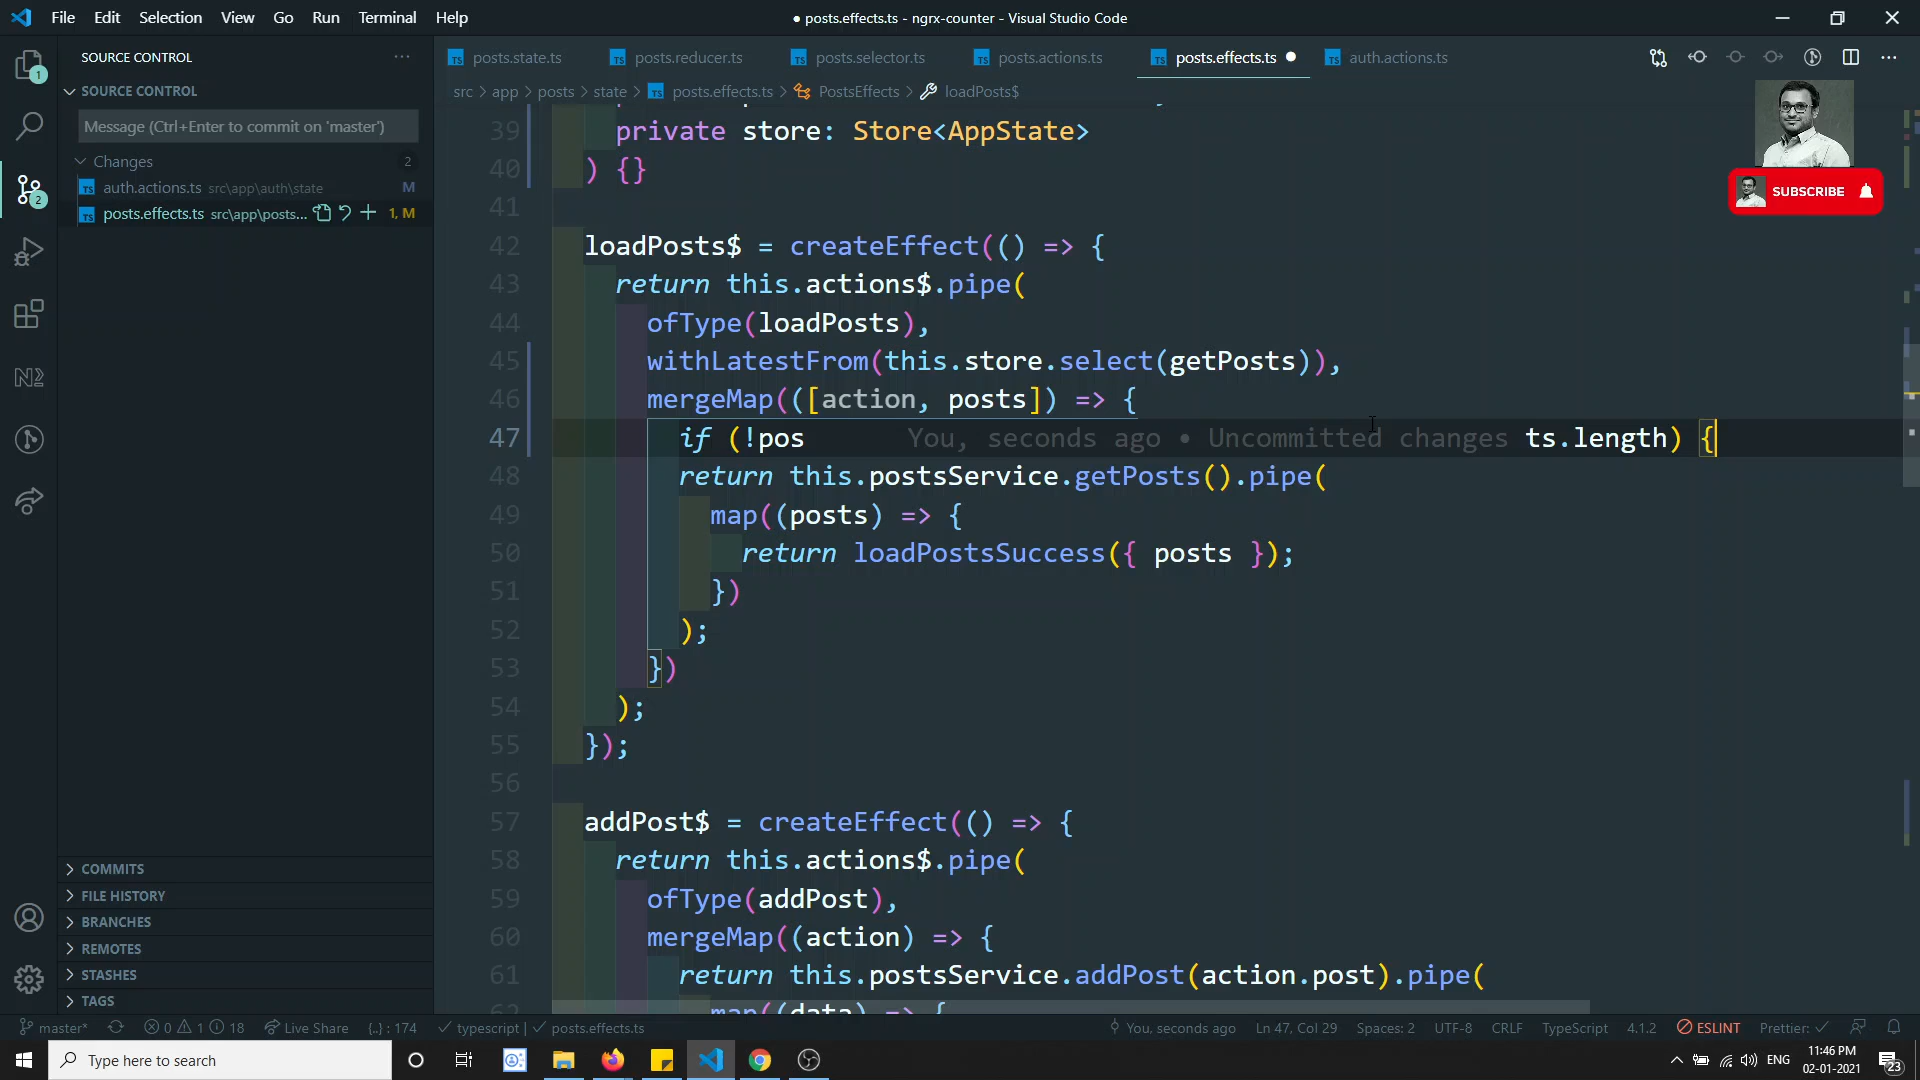 File Edit Selection View Go Run Terminal Help
● posts.effects.ts - ngrx-counter - Visual Studio Code
SOURCE CONTROL
posts.state.ts posts.reducer.ts posts.selector.ts posts.actions.ts posts.effects.ts auth.actions.ts
SOURCE CONTROL
src > app > posts > state > posts.effects.ts > PostsEffects > loadPosts$
Message (Ctrl+Enter to commit on 'master')
Changes 2
auth.actions.ts src\app\auth\state M
posts.effects.ts src\app\posts... 1, M
SUBSCRIBE
39 private store: Store<AppState>
40 ) {}
41
42 loadPosts$ = createEffect(() => {
43 return this.actions$.pipe(
44 ofType(loadPosts),
45 withLatestFrom(this.store.select(getPosts)),
46 mergeMap(([action, posts]) => {
47 if (!pos You, seconds ago • Uncommitted changes ts.length) {
48 return this.postsService.getPosts().pipe(
49 map((posts) => {
50 return loadPostsSuccess({ posts });
51 })
52 );
53 })
54 );
55 });
56
57 addPost$ = createEffect(() => {
58 return this.actions$.pipe(
59 ofType(addPost),
60 mergeMap((action) => {
61 return this.postsService.addPost(action.post).pipe(
62 map((data) => {
COMMITS
FILE HISTORY
BRANCHES
REMOTES
STASHES
TAGS
master* 0 1 18 Live Share {..} : 174 typescript | posts.effects.ts You, seconds ago Ln 47, Col 29 Spaces: 2 UTF-8 CRLF TypeScript 4.1.2 ESLINT Prettier:
Type here to search
ENG
11:46 PM
02-01-2021
23